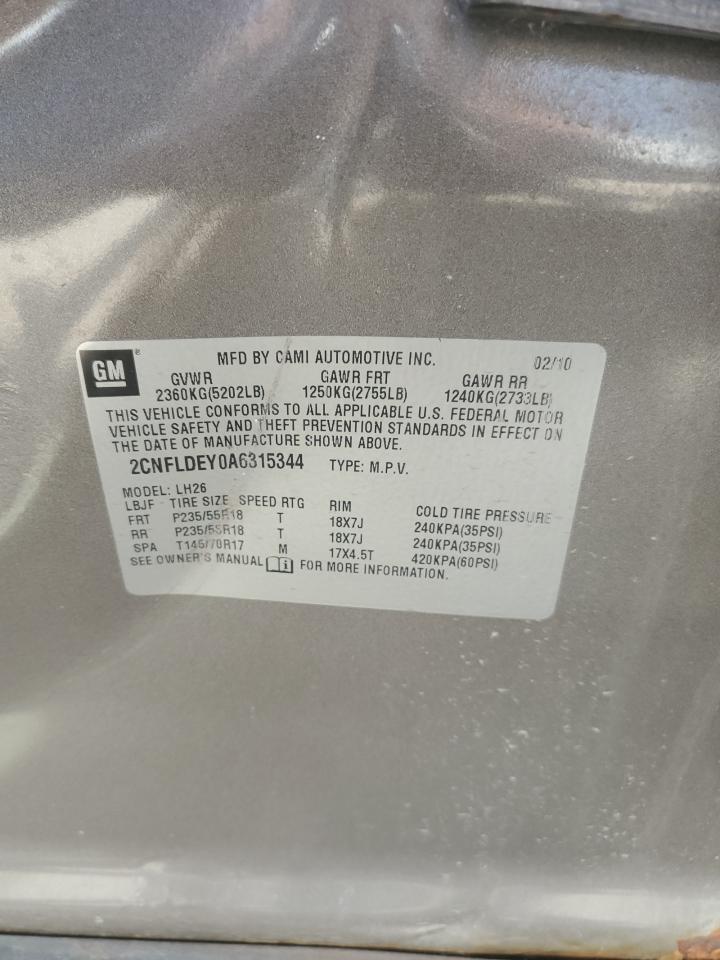 GM
MFD BY CAMI AUTOMOTIVE INC. 02/10
GVWR GAWR FRT GAWR RR
2360KG(5202LB) 1250KG(2755LB) 1240KG(2733LB)
THIS VEHICLE CONFORMS TO ALL APPLICABLE U.S. FEDERAL MOTOR
VEHICLE SAFETY AND THEFT PREVENTION STANDARDS IN EFFECT ON
THE DATE OF MANUFACTURE SHOWN ABOVE.
2CNFLDEY0A6315344 TYPE: M.P.V.
MODEL: LH26
LBJF TIRE SIZE SPEED RTG RIM COLD TIRE PRESSURE
FRT P235/55R18 T 18X7J 240KPA(35PSI)
RR P235/55R18 T 18X7J 240KPA(35PSI)
SPA T145/70R17 M 17X4.5T 420KPA(60PSI)
SEE OWNER'S MANUAL FOR MORE INFORMATION.